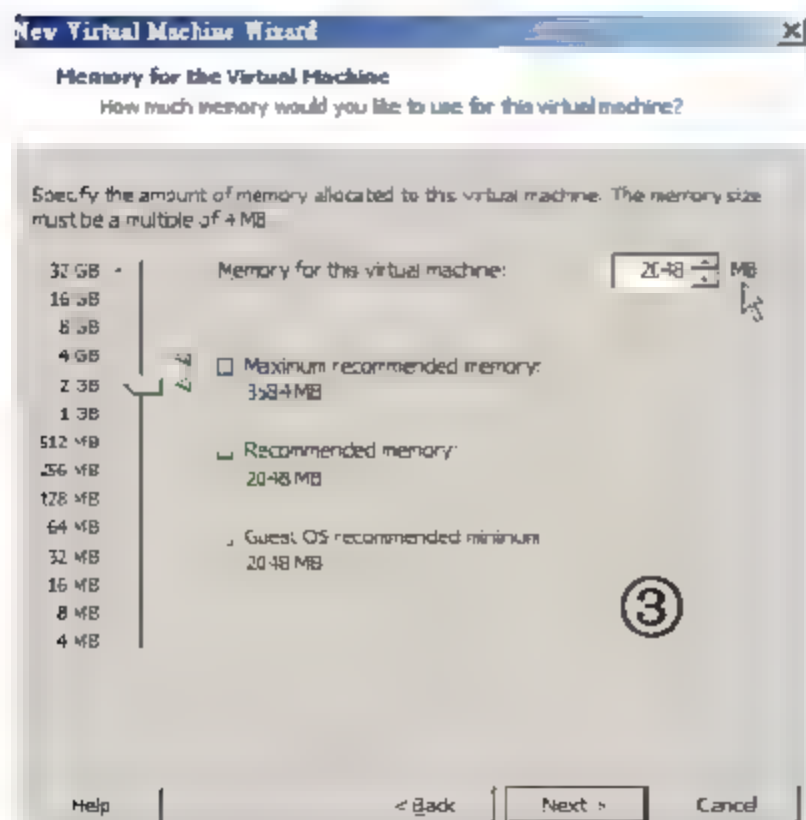 New Virtual Machine Wizard
Memory for the Virtual Machine
How much memory would you like to use for this virtual machine?
Specify the amount of memory allocated to this virtual machine. The memory size
must be a multiple of 4 MB
Memory for this virtual machine: 2048 MB
32 GB
16 GB
8 GB
4 GB
2 GB
1 GB
512 MB
256 MB
128 MB
64 MB
32 MB
16 MB
8 MB
4 MB
Maximum recommended memory:
3584 MB
Recommended memory:
2048 MB
Guest OS recommended minimum
2048 MB
③
Help < Back Next > Cancel